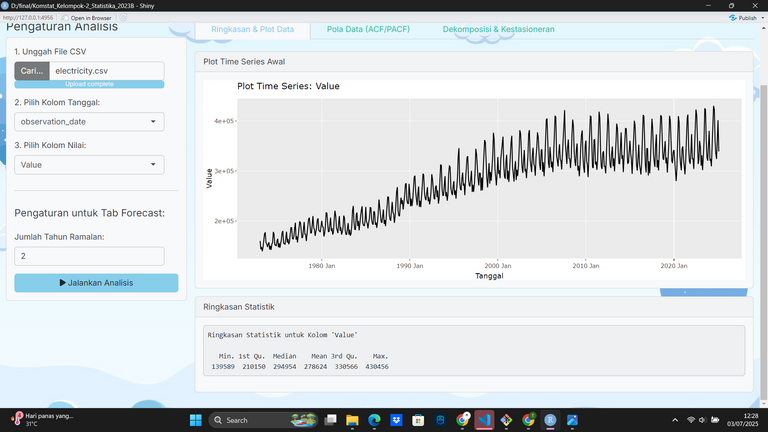 D:/final/Komstat_Kelompok-2_Statistika_2023B - Shiny
http://127.0.0.1:4956
Open in Browser
Publish
Pengaturan Analisis
1. Unggah File CSV
Cari...
electricity.csv
Upload complete
2. Pilih Kolom Tanggal:
observation_date
3. Pilih Kolom Nilai:
Value
Pengaturan untuk Tab Forecast:
Jumlah Tahun Ramalan:
2
Jalankan Analisis
Ringkasan & Plot Data
Pola Data (ACF/PACF)
Dekomposisi & Kestasioneran
Plot Time Series Awal
Plot Time Series: Value
4e+05
3e+05
2e+05
Value
1980 Jan
1990 Jan
2000 Jan
2010 Jan
2020 Jan
Tanggal
Ringkasan Statistik
Ringkasan Statistik untuk Kolom 'Value'
Min. 1st Qu. Median Mean 3rd Qu. Max.
139589 210150 294954 278624 330566 430456
4
Hari panas yang...
31°C
Search
12:28
03/07/2025